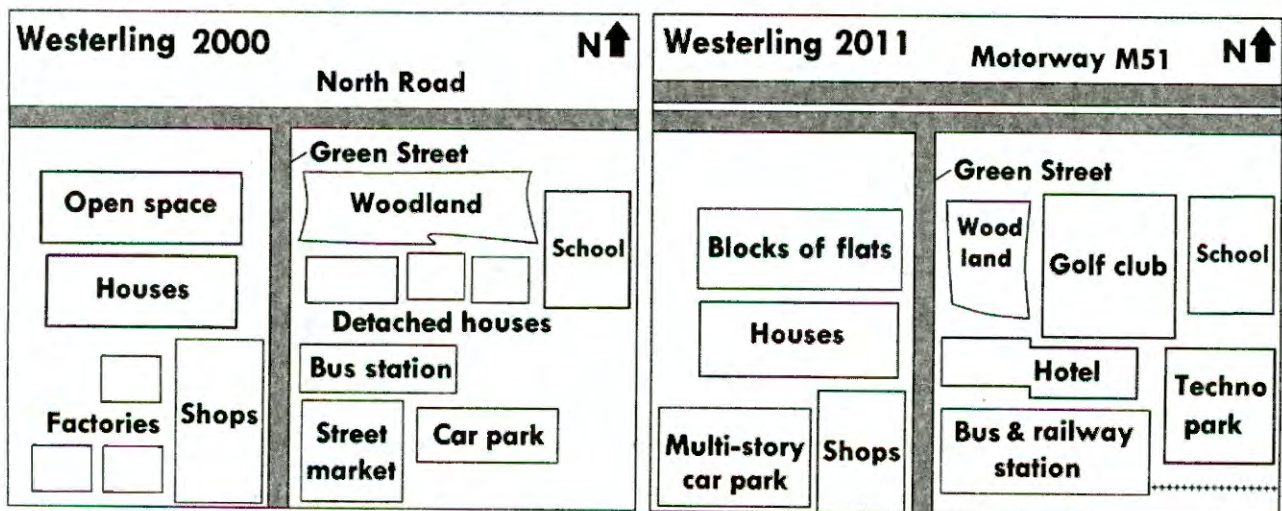 Westerling 2000
N
North Road
Green Street
Open space
Woodland
School
Houses
Detached houses
Bus station
Factories
Shops
Street
market
Car park
Westerling 2011
Motorway M51
N
Green Street
Blocks of flats
Wood
land
Golf club
School
Houses
Hotel
Techno
park
Multi-story
car park
Shops
Bus & railway
station